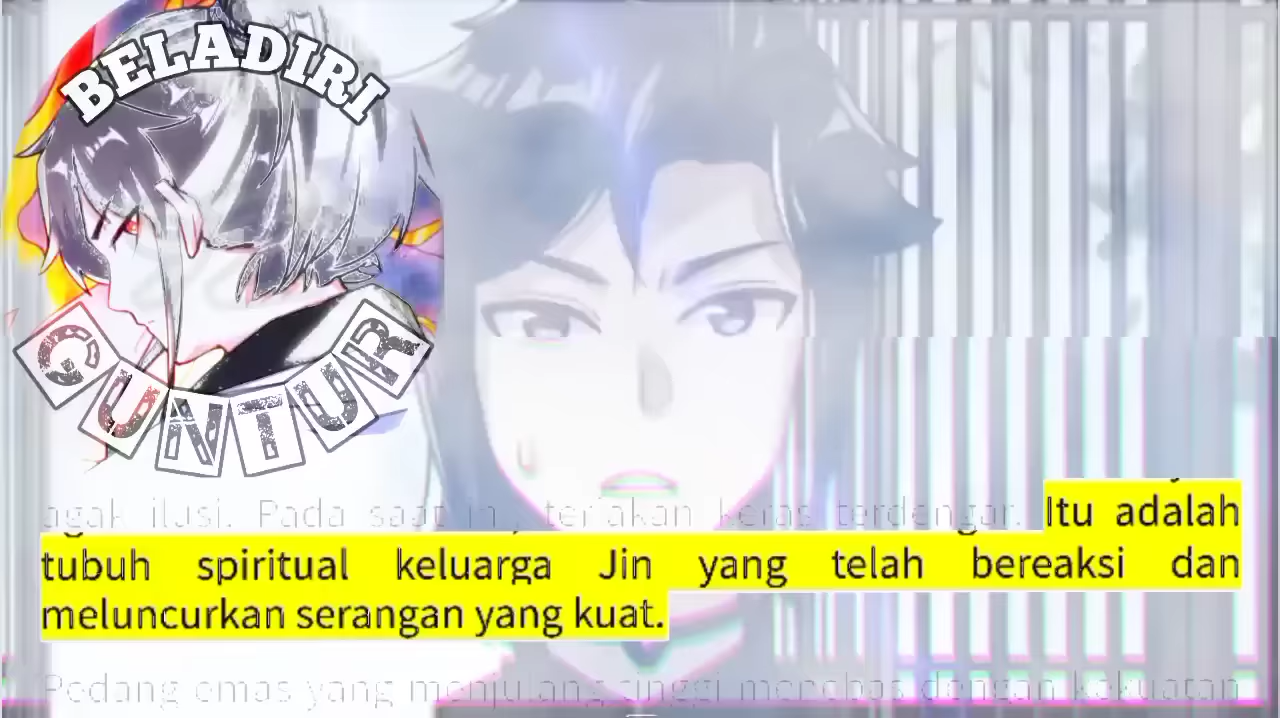 BELADIRI
GUNTUR
agak ilusi. Pada saat teriakan keras terdengar. Itu adalah
tubuh spiritual keluarga Jin yang telah bereaksi dan
meluncurkan serangan yang kuat.
Pedang emas yang menjulang tinggi menebas dengan kekuatan